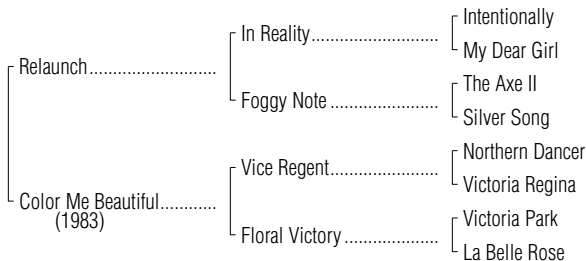 Intentionally
In Reality..............................
My Dear Girl
Relaunch..............................
The Axe II
Foggy Note .........................
Silver Song
Northern Dancer
Vice Regent.........................
Victoria Regina
Color Me Beautiful.............
(1983)
Victoria Park
Floral Victory ......................
La Belle Rose